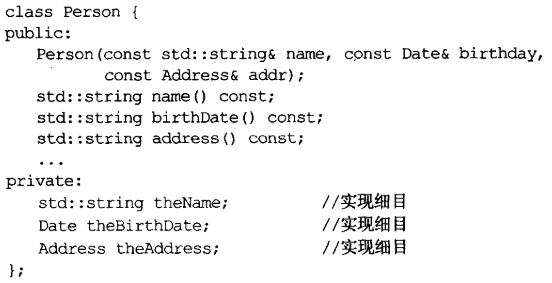 class Person {
public:
    Person(const std::string& name, const Date& birthday,
           const Address& addr);
    std::string name() const;
    std::string birthDate() const;
    std::string address() const;
    ...
private:
    std::string theName;          //实现细目
    Date theBirthDate;            //实现细目
    Address theAddress;           //实现细目
};